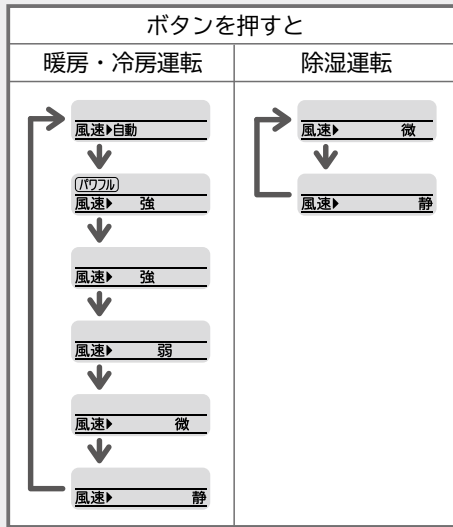 ボタンを押すと
暖房・冷房運転
除湿運転
風速▶自動
パワフル
風速▶ 強
風速▶ 強
風速▶ 弱
風速▶ 微
風速▶ 静
風速▶ 微
風速▶ 静